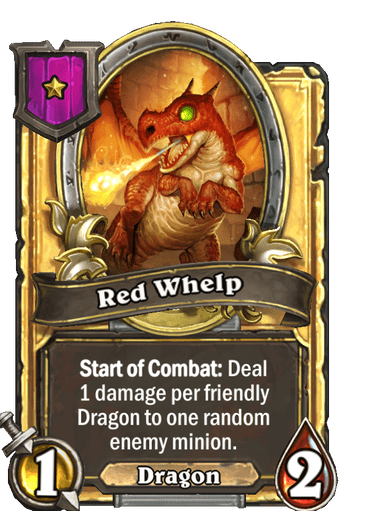 Red Whelp
Start of Combat: Deal
1 damage per friendly
Dragon to one random
enemy minion.
1
Dragon
2